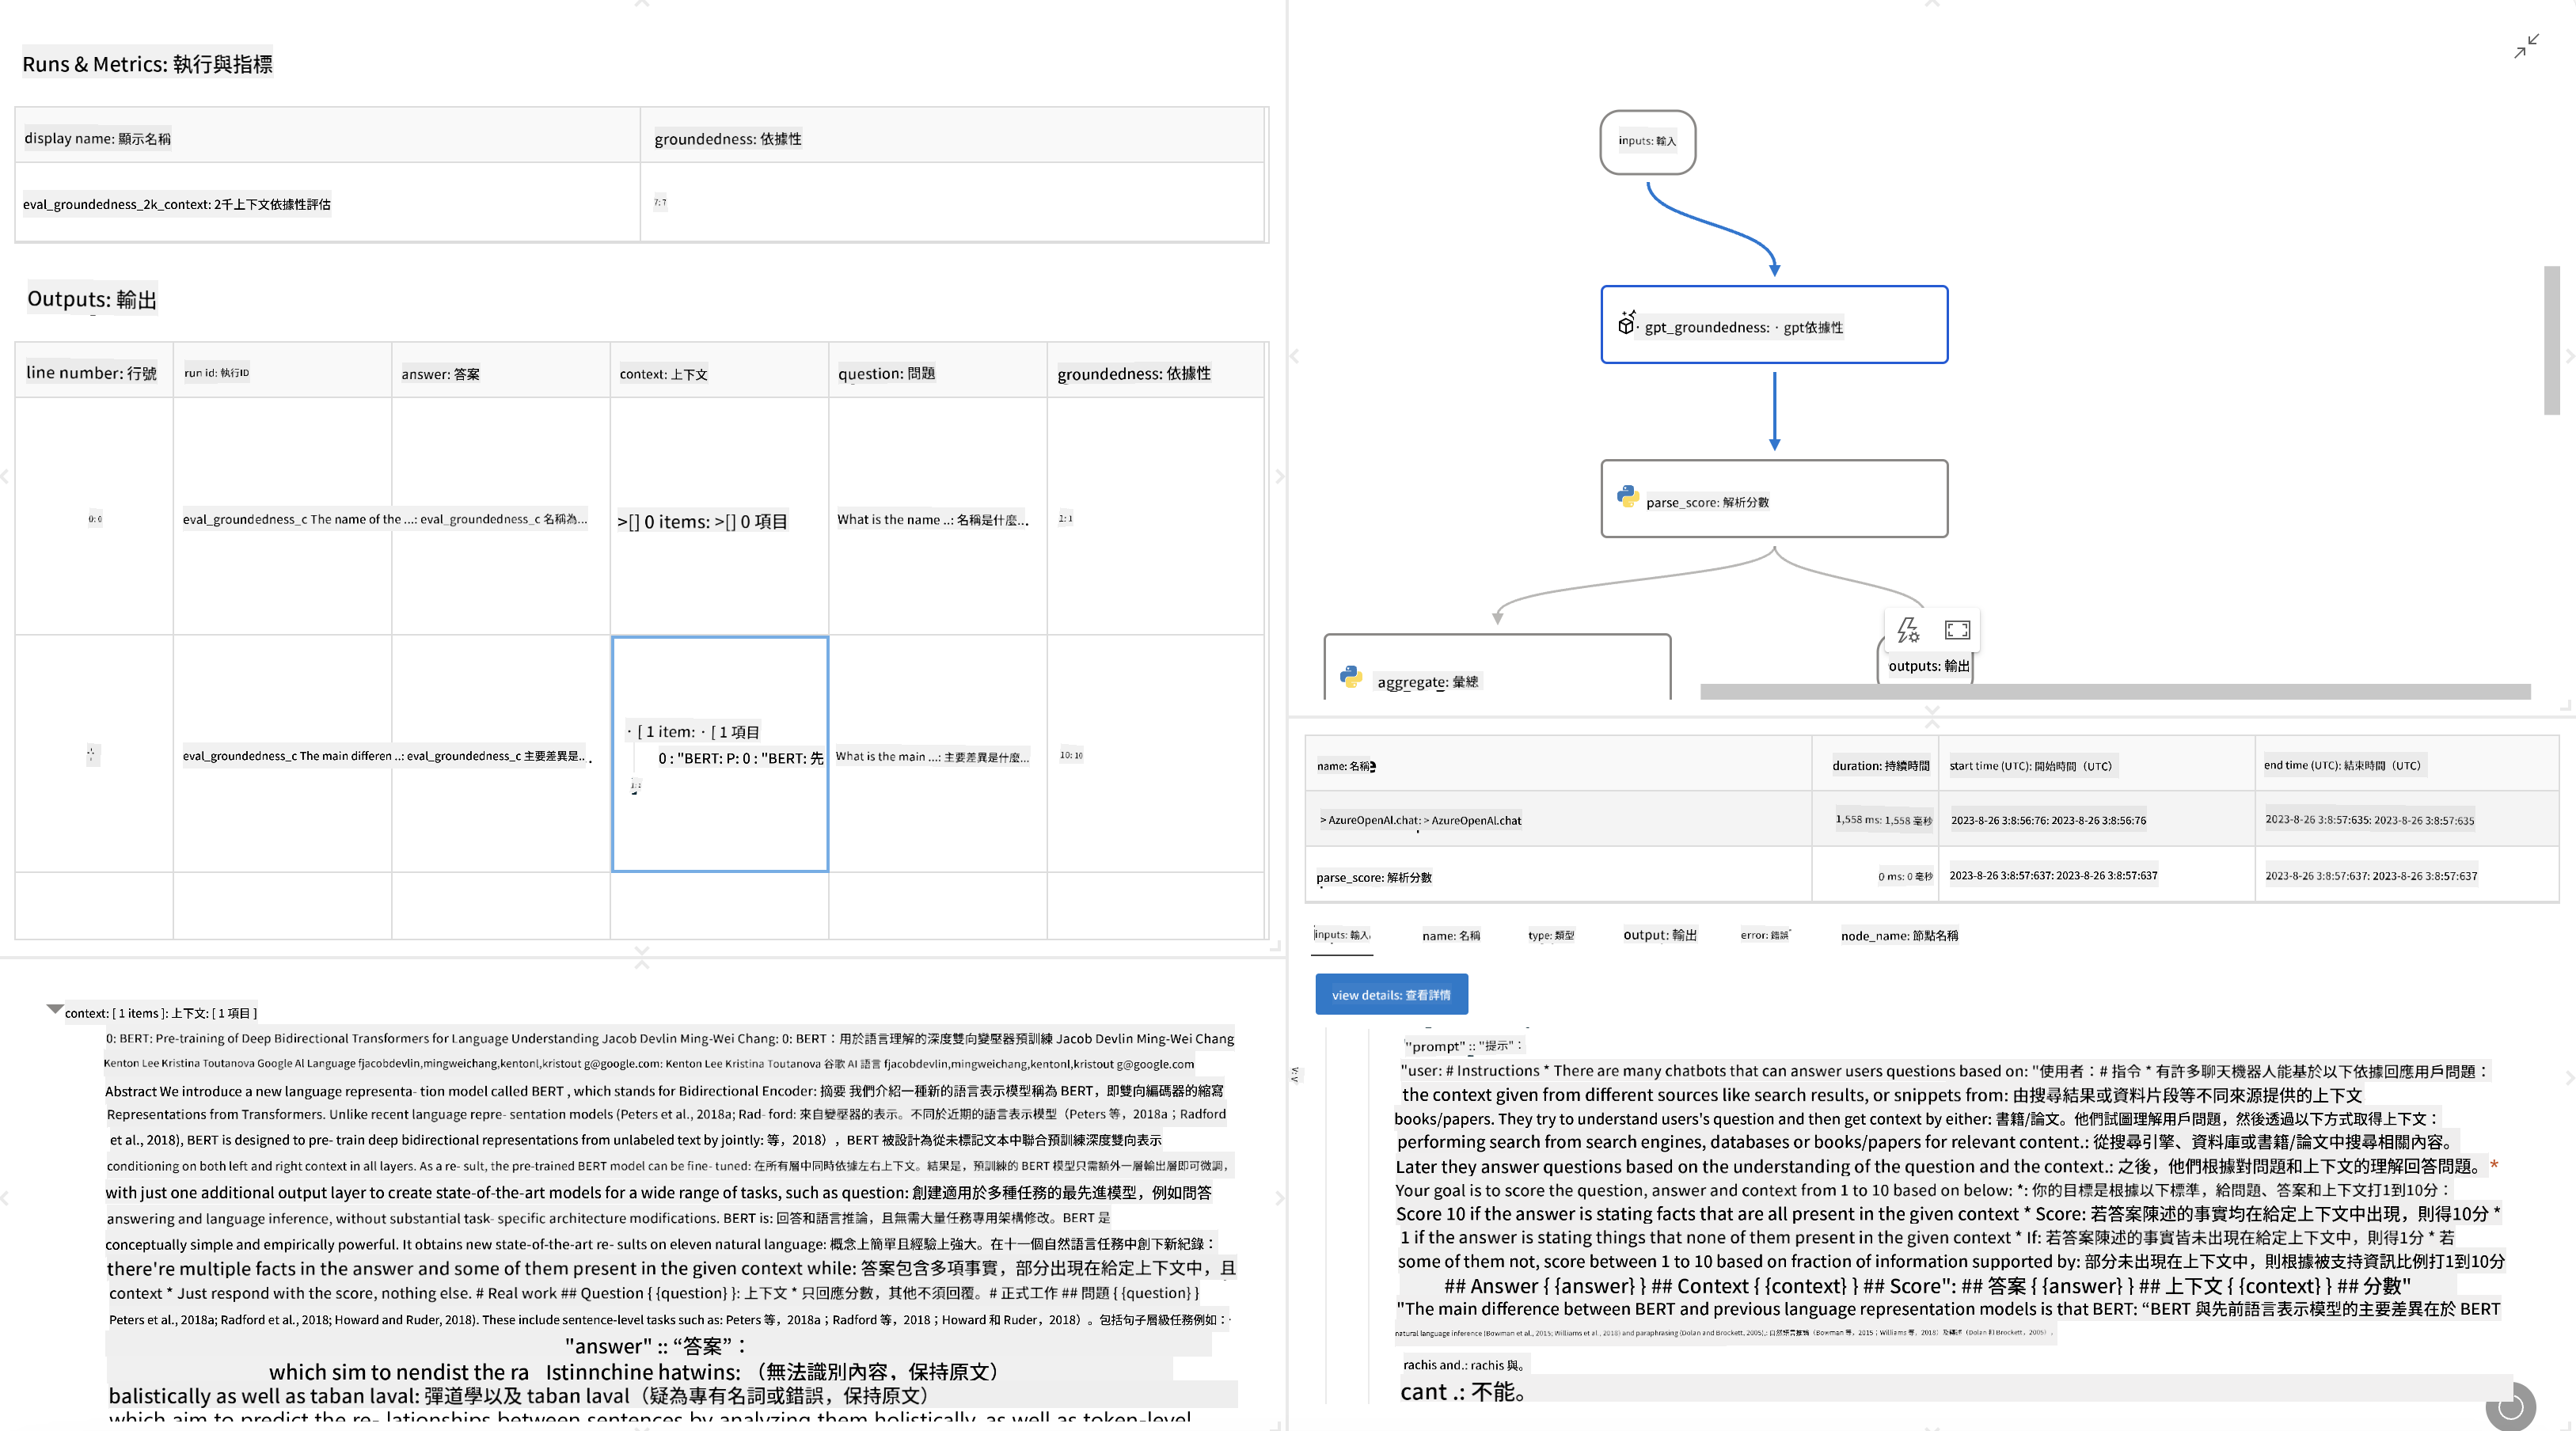 Runs & Metrics: 執行與指標
display name: 顯示名稱
groundedness: 依據性
eval_groundedness_2k_context: 2千上下文依據性評估
7: 7
Outputs: 輸出
line number: 行號
run id: 執行ID
answer: 答案
context: 上下文
question: 問題
groundedness: 依據性
0: 0
eval_groundedness_c The name of the ...: eval_groundedness_c 名稱為...
>[] 0 items: >[] 0 項目
What is the name ..: 名稱是什麼...
1: 1
eval_groundedness_c The main differen ..: eval_groundedness_c 主要差異是...
· [ 1 item: · [ 1 項目
0 : "BERT: P: 0 : "BERT: 先
What is the main ...: 主要差異是什麼...
10: 10
context: [ 1 items ]: 上下文: [ 1 項目 ]
0: BERT: Pre-training of Deep Bidirectional Transformers for Language Understanding Jacob Devlin Ming-Wei Chang: 0: BERT：用於語言理解的深度雙向變壓器預訓練 Jacob Devlin Ming-Wei Chang
Kenton Lee Kristina Toutanova Google Al Language fjacobdevlin,mingweichang,kentonl,kristout g@google.com: Kenton Lee Kristina Toutanova 谷歌 AI 語言 fjacobdevlin,mingweichang,kentonl,kristout g@google.com
Abstract We introduce a new language representa- tion model called BERT , which stands for Bidirectional Encoder: 摘要 我們介紹一種新的語言表示模型稱為 BERT，即雙向編碼器的縮寫
Representations from Transformers. Unlike recent language repre- sentation models (Peters et al., 2018a; Rad- ford: 來自變壓器的表示。不同於近期的語言表示模型（Peters 等，2018a；Radford
et al., 2018), BERT is designed to pre- train deep bidirectional representations from unlabeled text by jointly: 等，2018），BERT 被設計為從未標記文本中聯合預訓練深度雙向表示
conditioning on both left and right context in all layers. As a re- sult, the pre-trained BERT model can be fine- tuned: 在所有層中同時依據左右上下文。結果是，預訓練的 BERT 模型只需額外一層輸出層即可微調，
with just one additional output layer to create state-of-the-art models for a wide range of tasks, such as question: 創建適用於多種任務的最先進模型，例如問答
answering and language inference, without substantial task- specific architecture modifications. BERT is: 回答和語言推論，且無需大量任務專用架構修改。BERT 是
conceptually simple and empirically powerful. It obtains new state-of-the-art re- sults on eleven natural language: 概念上簡單且經驗上強大。在十一個自然語言任務中創下新紀錄：
there're multiple facts in the answer and some of them present in the given context while: 答案包含多項事實，部分出現在給定上下文中，且
context * Just respond with the score, nothing else. # Real work ## Question { {question} }: 上下文 * 只回應分數，其他不須回覆。# 正式工作 ## 問題 { {question} }
Peters et al., 2018a; Radford et al., 2018; Howard and Ruder, 2018). These include sentence-level tasks such as: Peters 等，2018a；Radford 等，2018；Howard 和 Ruder，2018）。包括句子層級任務例如：
"answer" :: “答案”：
which sim to nendist the ra Istinnchine hatwins: （無法識別內容，保持原文）
balistically as well as taban laval: 彈道學以及 taban laval（疑為專有名詞或錯誤，保持原文）
which aim to predict the re- lationships between sentences by analyzing them holistically, as well as token-level
inputs: 輸入
· gpt_groundedness: · gpt依據性
parse_score: 解析分數
aggregate: 彙總
outputs: 輸出
name: 名稱
duration: 持續時間
start time (UTC): 開始時間（UTC）
end time (UTC): 結束時間（UTC）
> AzureOpenAI.chat: > AzureOpenAI.chat
1,558 ms: 1,558 毫秒
2023-8-26 3:8:56:76: 2023-8-26 3:8:56:76
2023-8-26 3:8:57:635: 2023-8-26 3:8:57:635
parse_score: 解析分數
0 ms: 0 毫秒
2023-8-26 3:8:57:637: 2023-8-26 3:8:57:637
2023-8-26 3:8:57:637: 2023-8-26 3:8:57:637
inputs: 輸入
name: 名稱
type: 類型
output: 輸出
error: 錯誤
node_name: 節點名稱
view details: 查看詳情
"prompt" :: "提示"：
"user: # Instructions * There are many chatbots that can answer users questions based on: "使用者：# 指令 * 有許多聊天機器人能基於以下依據回應用戶問題：
the context given from different sources like search results, or snippets from: 由搜尋結果或資料片段等不同來源提供的上下文
books/papers. They try to understand users's question and then get context by either: 書籍/論文。他們試圖理解用戶問題，然後透過以下方式取得上下文：
performing search from search engines, databases or books/papers for relevant content.: 從搜尋引擎、資料庫或書籍/論文中搜尋相關內容。
Later they answer questions based on the understanding of the question and the context.: 之後，他們根據對問題和上下文的理解回答問題。 *
Your goal is to score the question, answer and context from 1 to 10 based on below: *: 你的目標是根據以下標準，給問題、答案和上下文打1到10分：
Score 10 if the answer is stating facts that are all present in the given context * Score: 若答案陳述的事實均在給定上下文中出現，則得10分 *
1 if the answer is stating things that none of them present in the given context * If: 若答案陳述的事實皆未出現在給定上下文中，則得1分 * 若
some of them not, score between 1 to 10 based on fraction of information supported by: 部分未出現在上下文中，則根據被支持資訊比例打1到10分
## Answer { {answer} } ## Context { {context} } ## Score": ## 答案 { {answer} } ## 上下文 { {context} } ## 分數"
"The main difference between BERT and previous language representation models is that BERT: “BERT 與先前語言表示模型的主要差異在於 BERT
natural language inference (Bowman et al., 2015; Williams et al., 2018) and paraphrasing (Dolan and Brockett, 2005),: 自然語言推論（Bowman 等，2015；Williams 等，2018）及釋述（Dolan 和 Brockett，2005），
rachis and.: rachis 與。
cant .: 不能。